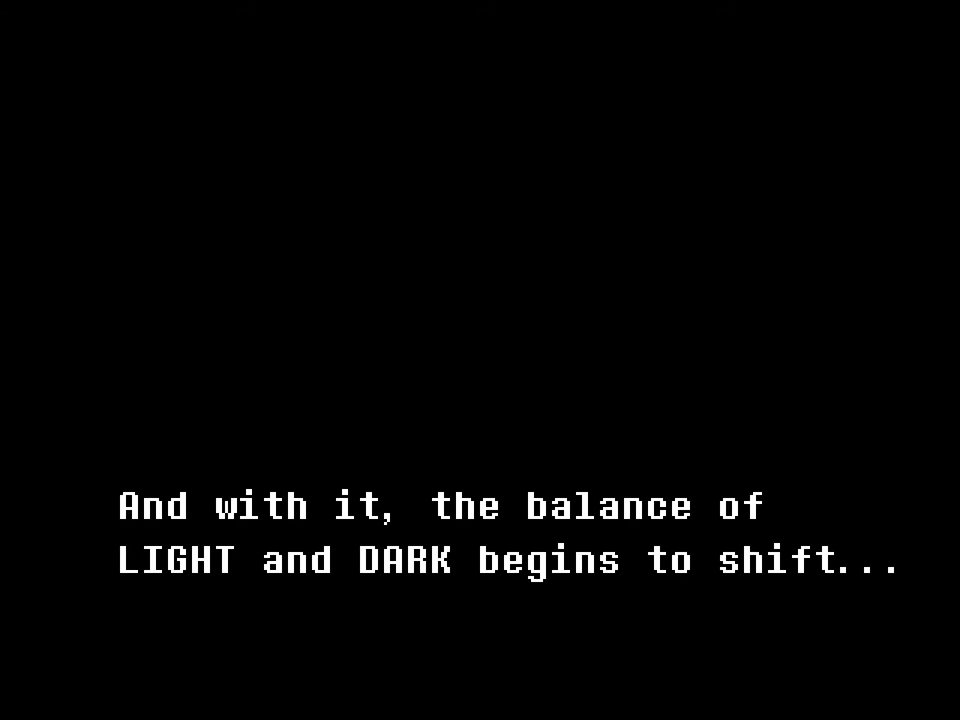 And with it, the balance of
LIGHT and DARK begins to shift...